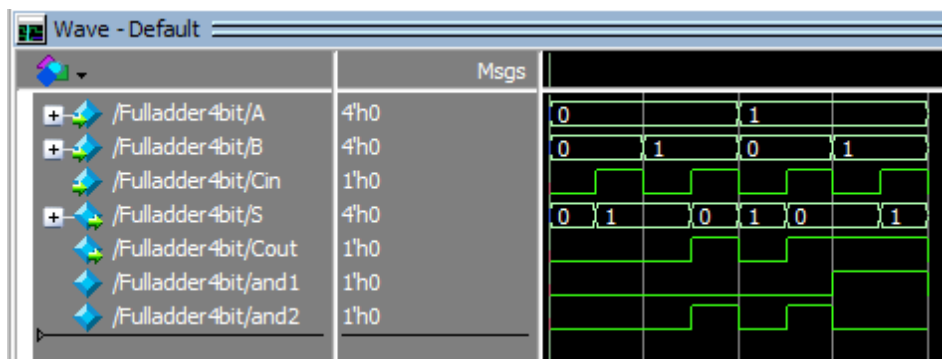 Wave - Default
Msgs
/Fulladder4bit/A 4'h0 0 1
/Fulladder4bit/B 4'h0 0 1 0 1
/Fulladder4bit/Cin 1'h0
/Fulladder4bit/S 4'h0 0 1 0 1 0 1
/Fulladder4bit/Cout 1'h0
/Fulladder4bit/and1 1'h0
/Fulladder4bit/and2 1'h0